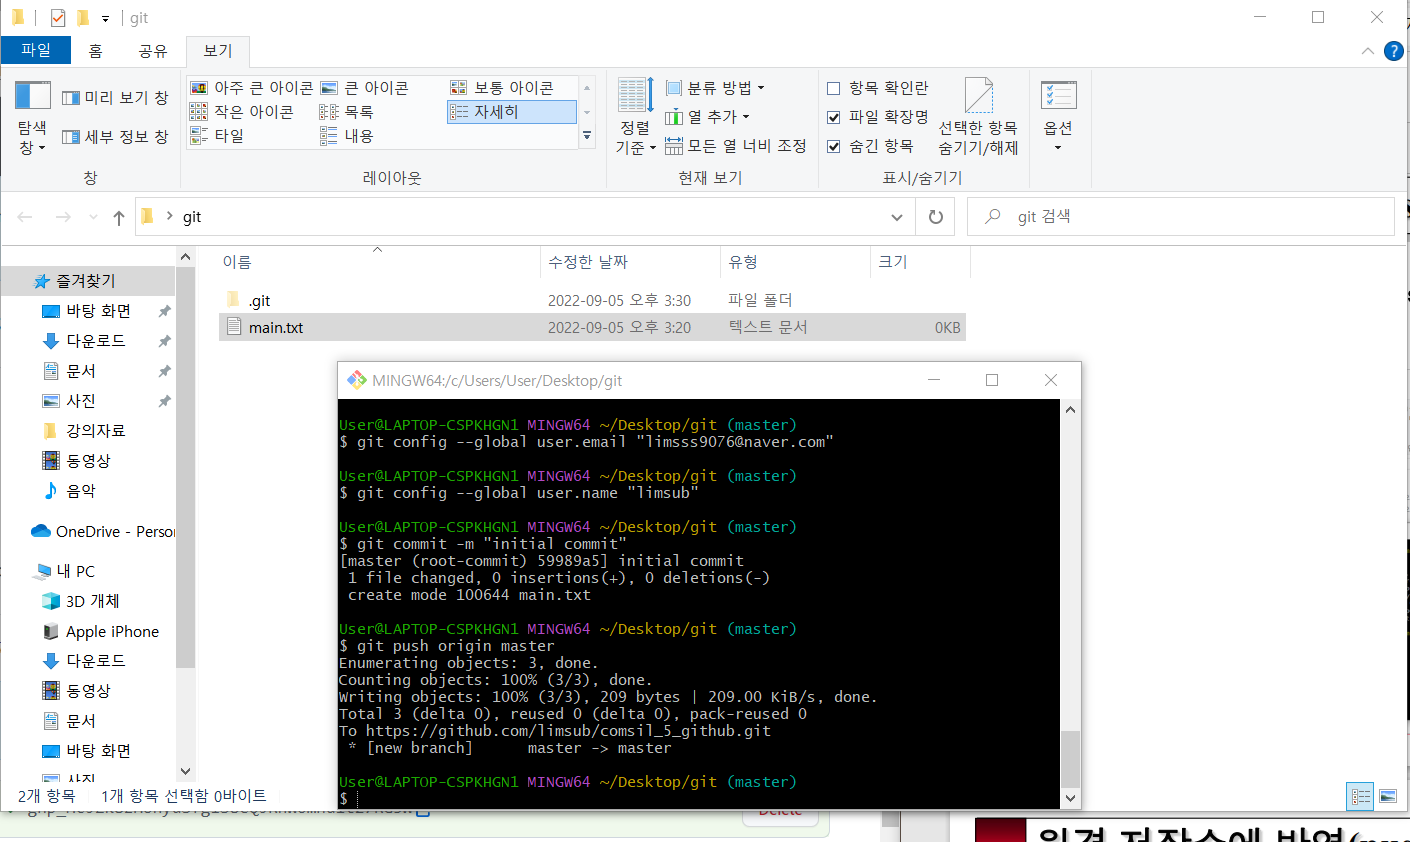 git
파일 홈 공유 보기
미리 보기 창
세부 정보 창
탐색
창
창
아주 큰 아이콘 큰 아이콘 보통 아이콘
작은 아이콘 목록 자세히
타일 내용
레이아웃
정렬
기준
분류 방법
열 추가
모든 열 너비 조정
현재 보기
항목 확인란
파일 확장명
숨긴 항목
선택한 항목
숨기기/해제
표시/숨기기
옵션
git
git 검색
이름 수정한 날짜 유형 크기
.git 2022-09-05 오후 3:30 파일 폴더
main.txt 2022-09-05 오후 3:20 텍스트 문서 0KB
즐겨찾기
바탕 화면
다운로드
문서
사진
강의자료
동영상
음악
OneDrive - Person
내 PC
3D 개체
Apple iPhone
다운로드
동영상
문서
바탕 화면
사진
2개 항목 1개 항목 선택함 0바이트
MINGW64:/c/Users/User/Desktop/git
User@LAPTOP-CSPKHGN1 MINGW64 ~/Desktop/git (master)
$ git config --global user.email "limsss9076@naver.com"
User@LAPTOP-CSPKHGN1 MINGW64 ~/Desktop/git (master)
$ git config --global user.name "limsub"
User@LAPTOP-CSPKHGN1 MINGW64 ~/Desktop/git (master)
$ git commit -m "initial commit"
[master (root-commit) 59989a5] initial commit
1 file changed, 0 insertions(+), 0 deletions(-)
create mode 100644 main.txt
User@LAPTOP-CSPKHGN1 MINGW64 ~/Desktop/git (master)
$ git push origin master
Enumerating objects: 3, done.
Counting objects: 100% (3/3), done.
Writing objects: 100% (3/3), 209 bytes | 209.00 KiB/s, done.
Total 3 (delta 0), reused 0 (delta 0), pack-reused 0
To https://github.com/limsub/comsil_5_github.git
* [new branch] master -> master
User@LAPTOP-CSPKHGN1 MINGW64 ~/Desktop/git (master)
$
Delete
원격 저장소에 반영